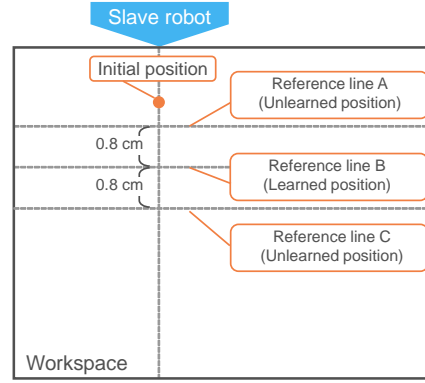 Slave robot
Initial position
Reference line A
(Unlearned position)
0.8 cm
Reference line B
(Learned position)
0.8 cm
Reference line C
(Unlearned position)
Workspace